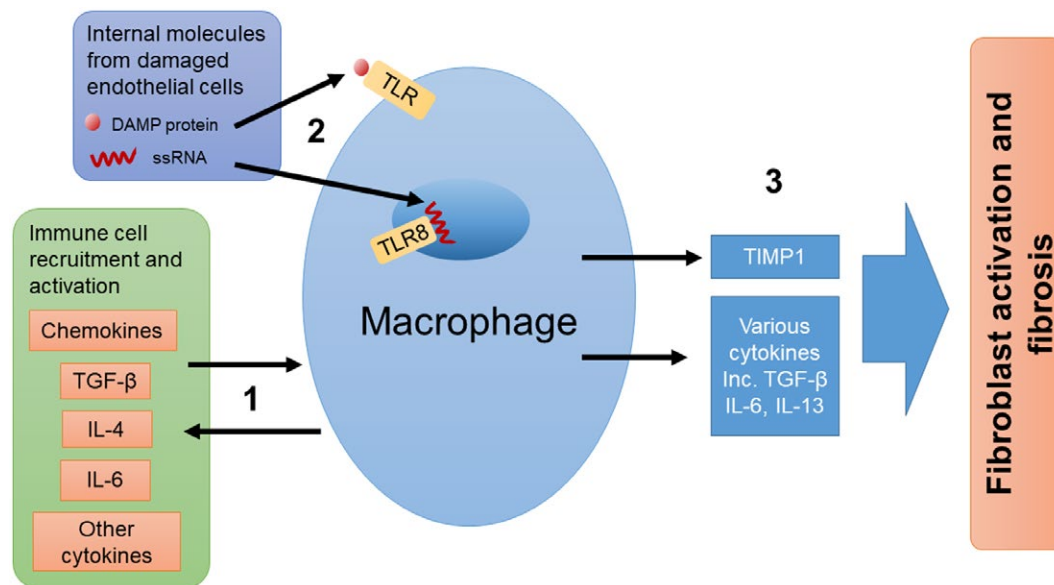 Internal molecules
from damaged
endothelial cells
DAMP protein
ssRNA
TLR
2
TLR8
Immune cell
recruitment and
activation
Chemokines
TGF-β
IL-4
IL-6
Other
cytokines
1
Macrophage
3
TIMP1
Various
cytokines
Inc. TGF-β
IL-6, IL-13
Fibroblast activation and
fibrosis